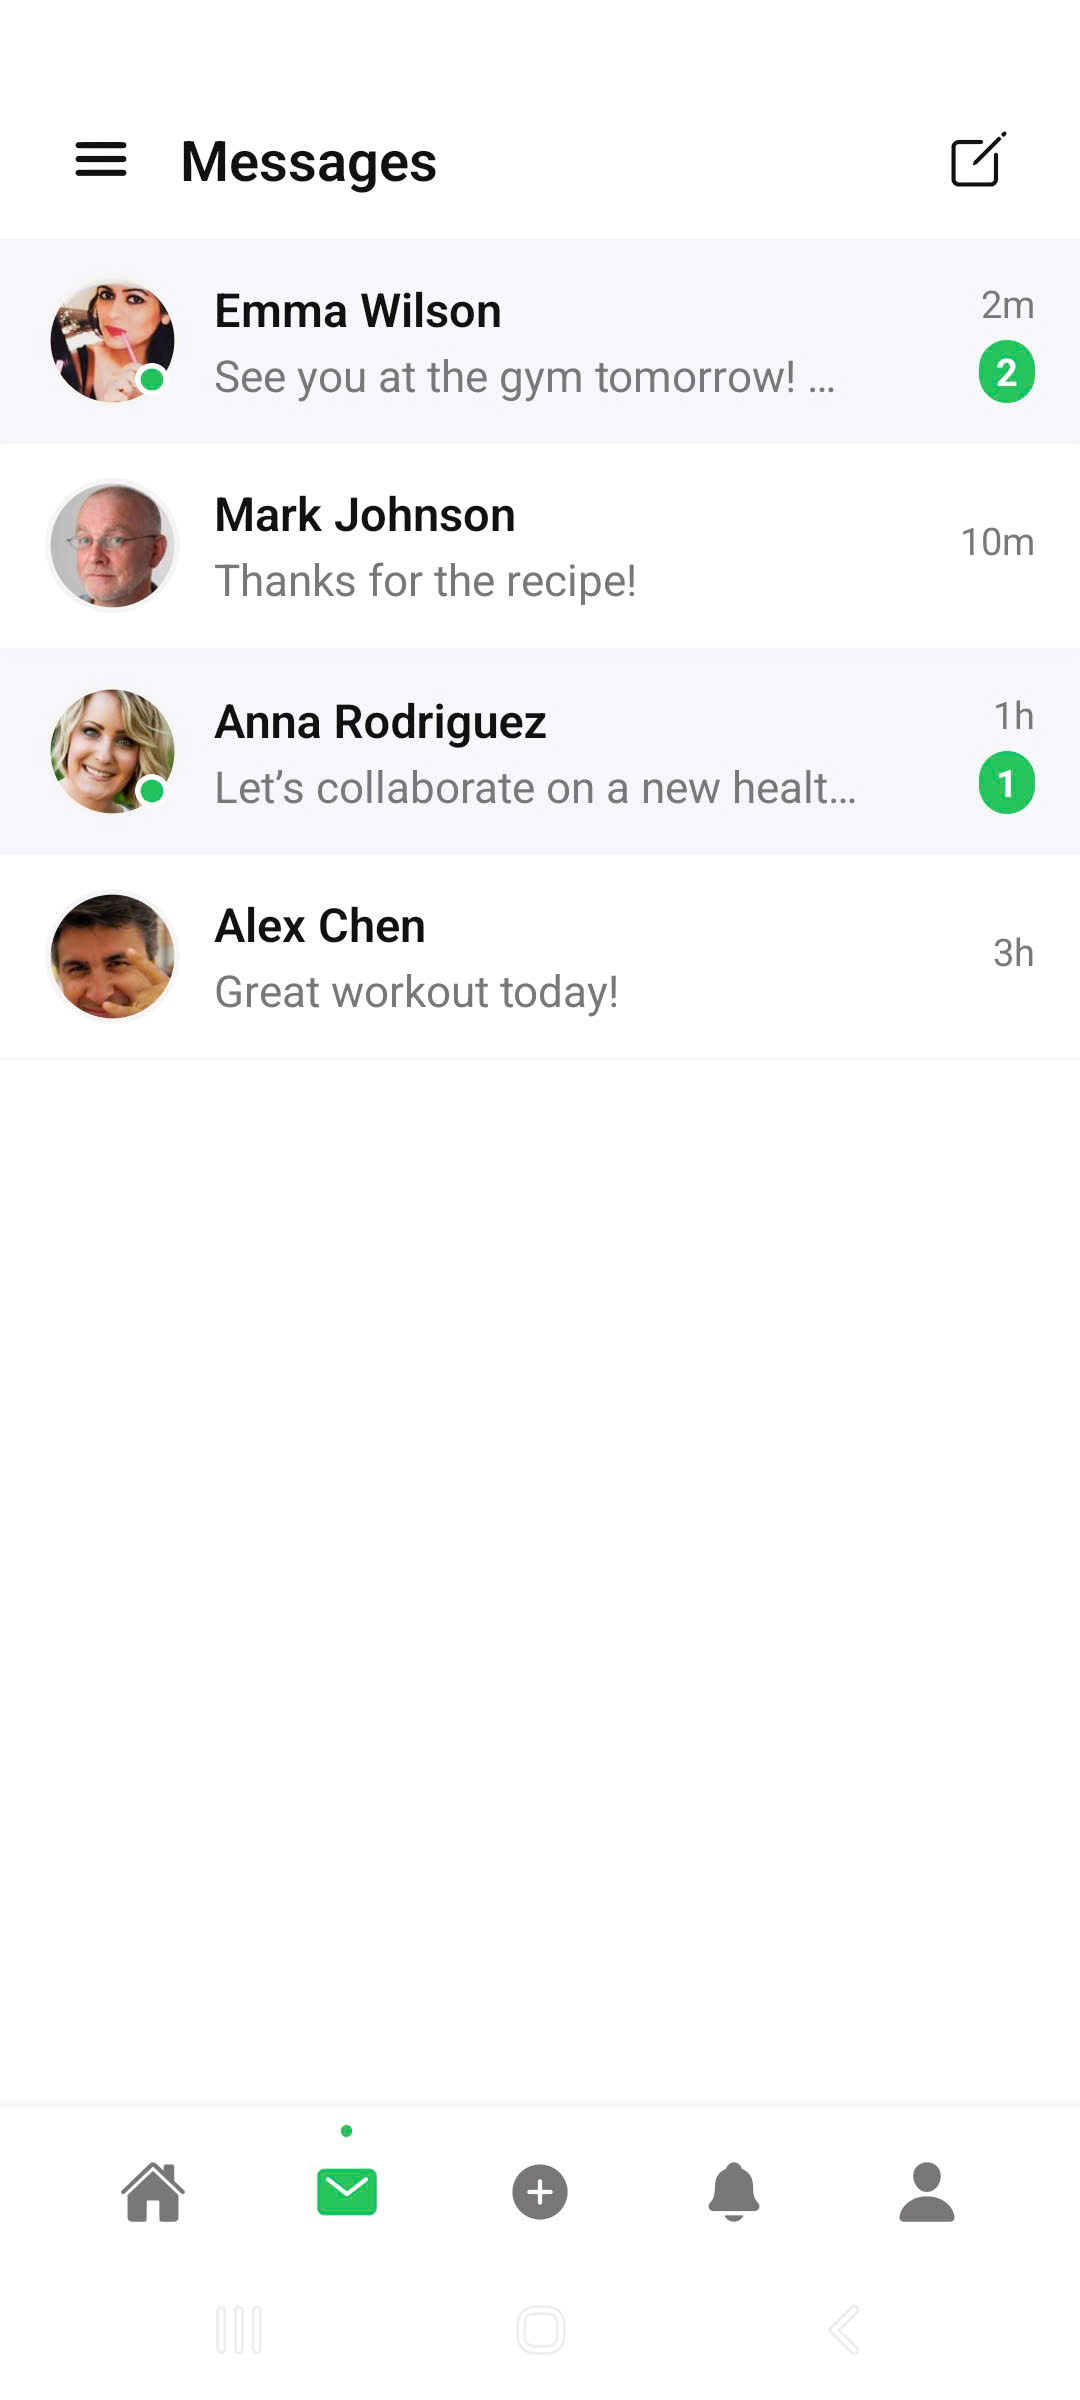 Messages
Emma Wilson
2m
See you at the gym tomorrow! ...
2
Mark Johnson
10m
Thanks for the recipe!
Anna Rodriguez
1h
Let’s collaborate on a new healt...
1
Alex Chen
3h
Great workout today!